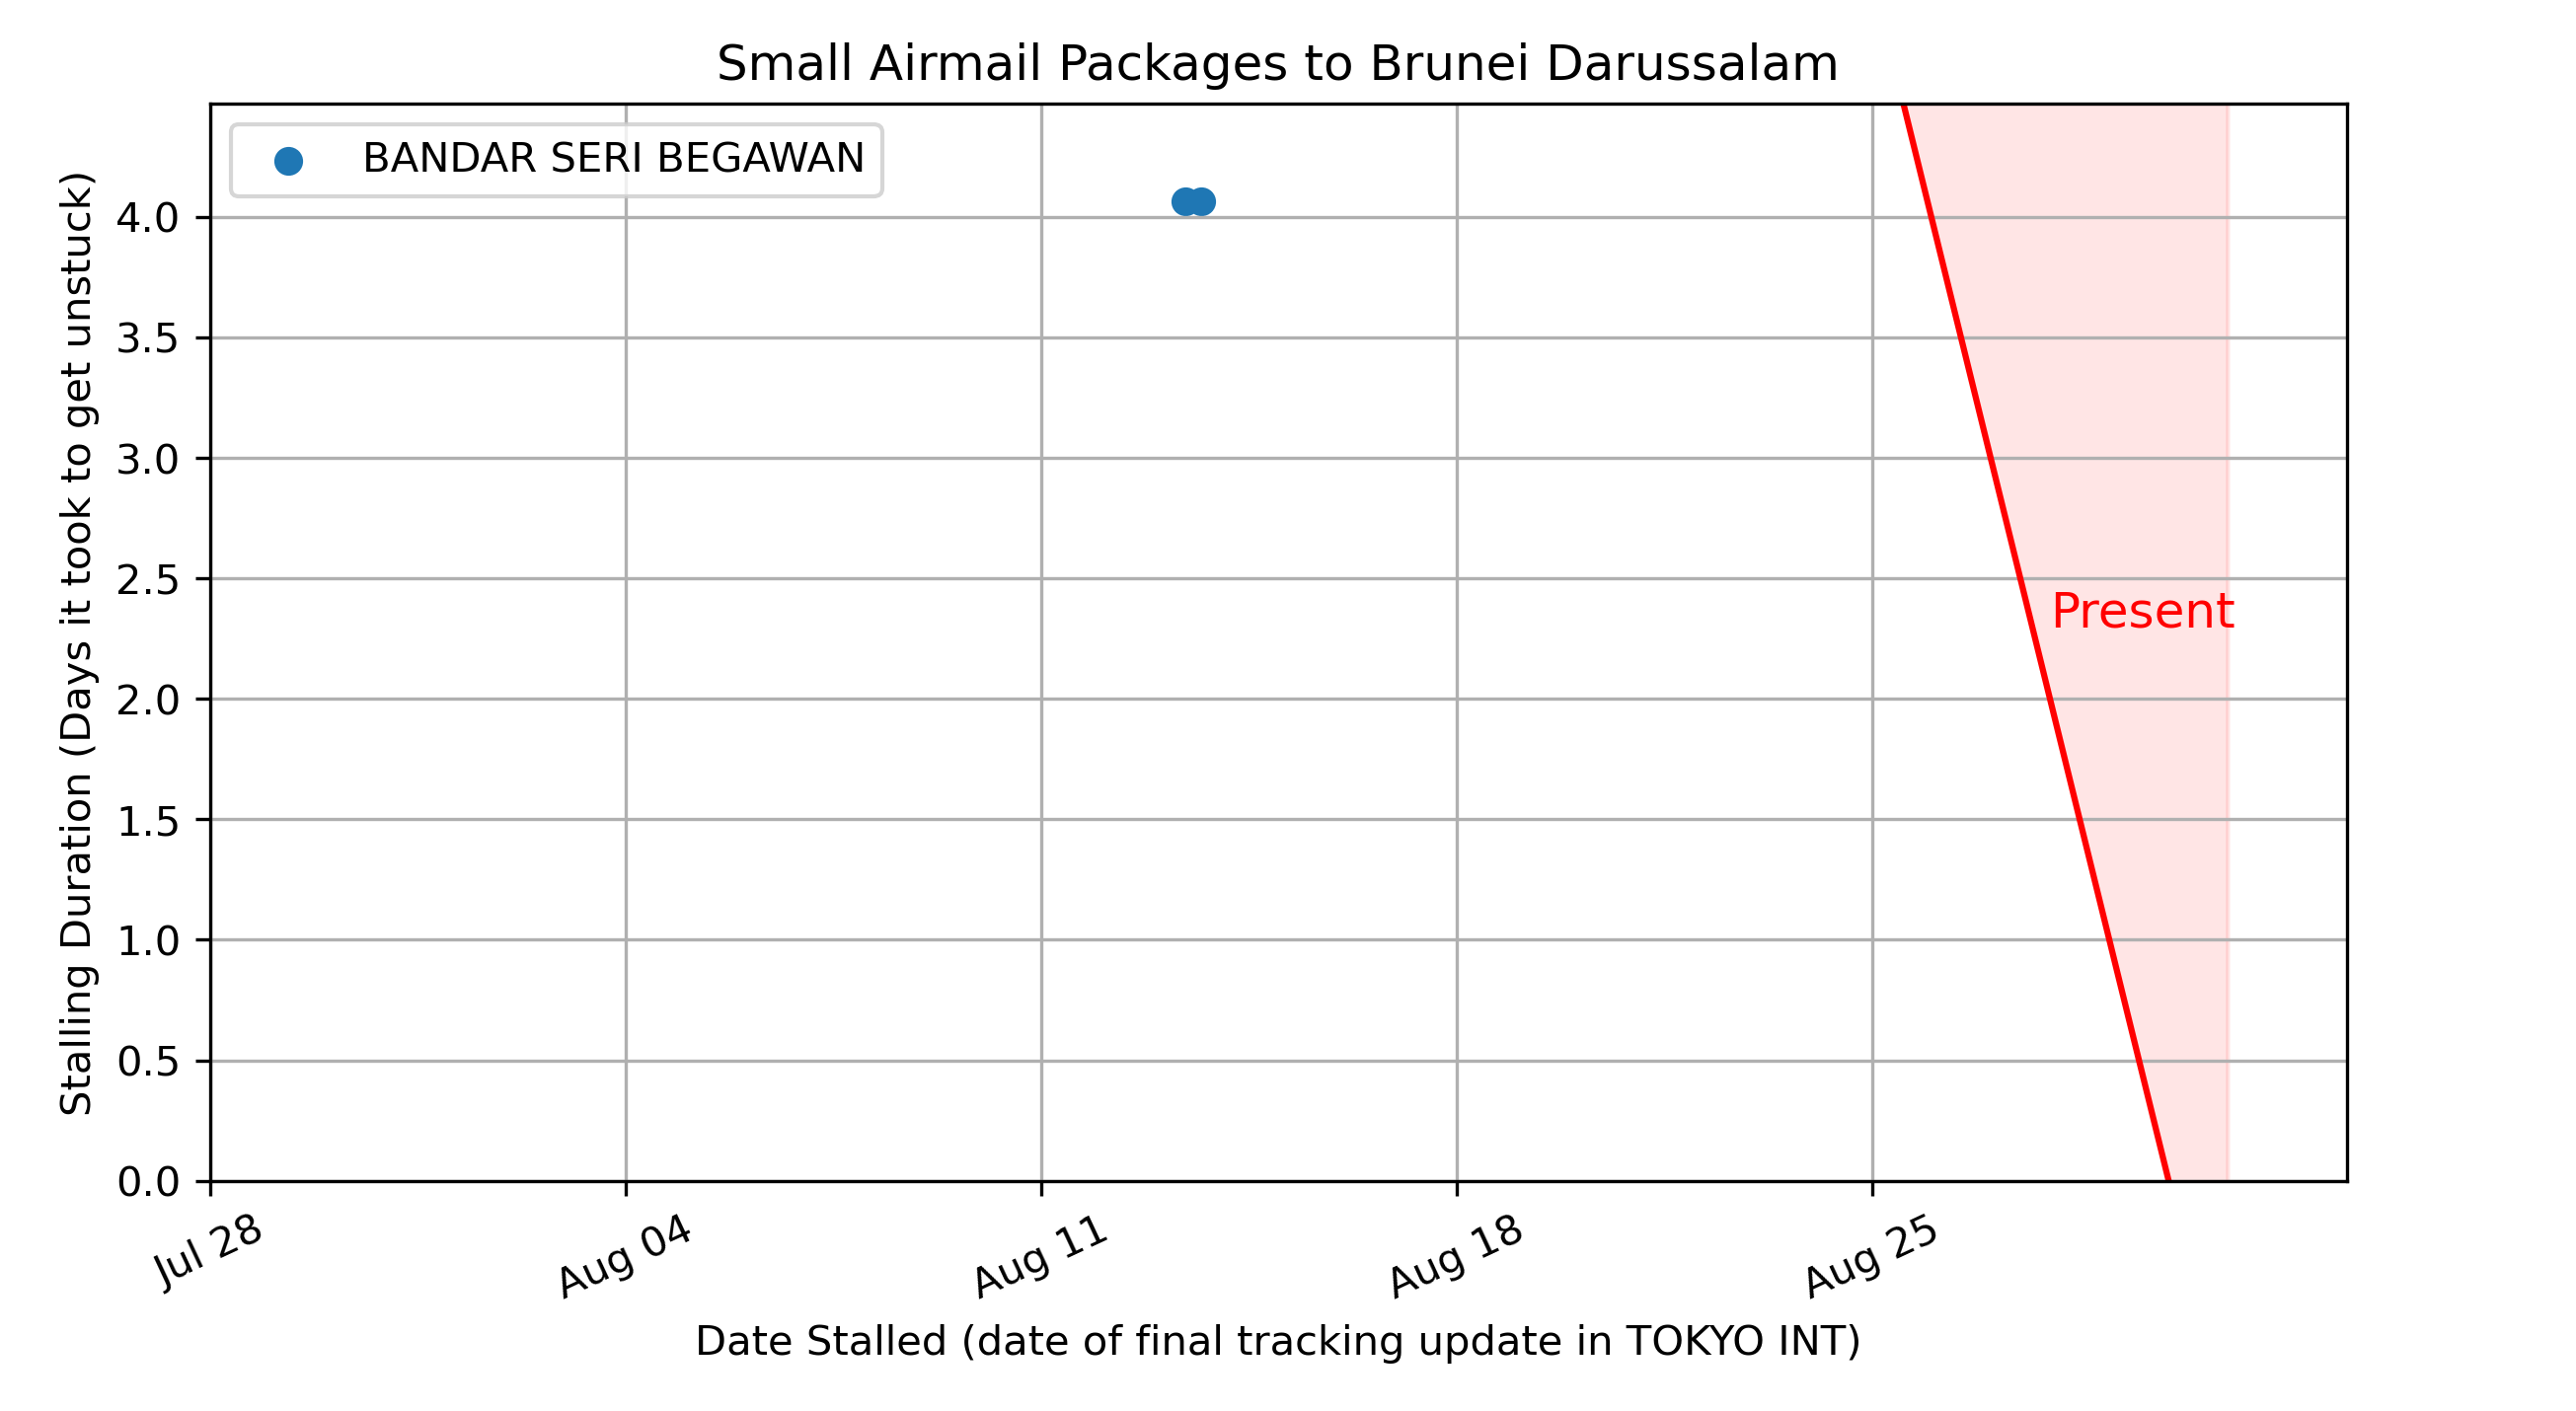 Small Airmail Packages to Brunei Darussalam
BANDAR SERI BEGAWAN
Stalling Duration (Days it took to get unstuck)
4.0
3.5
3.0
2.5
2.0
1.5
1.0
0.5
0.0
Present
Jul 28
Aug 04
Aug 11
Aug 18
Aug 25
Date Stalled (date of final tracking update in TOKYO INT)